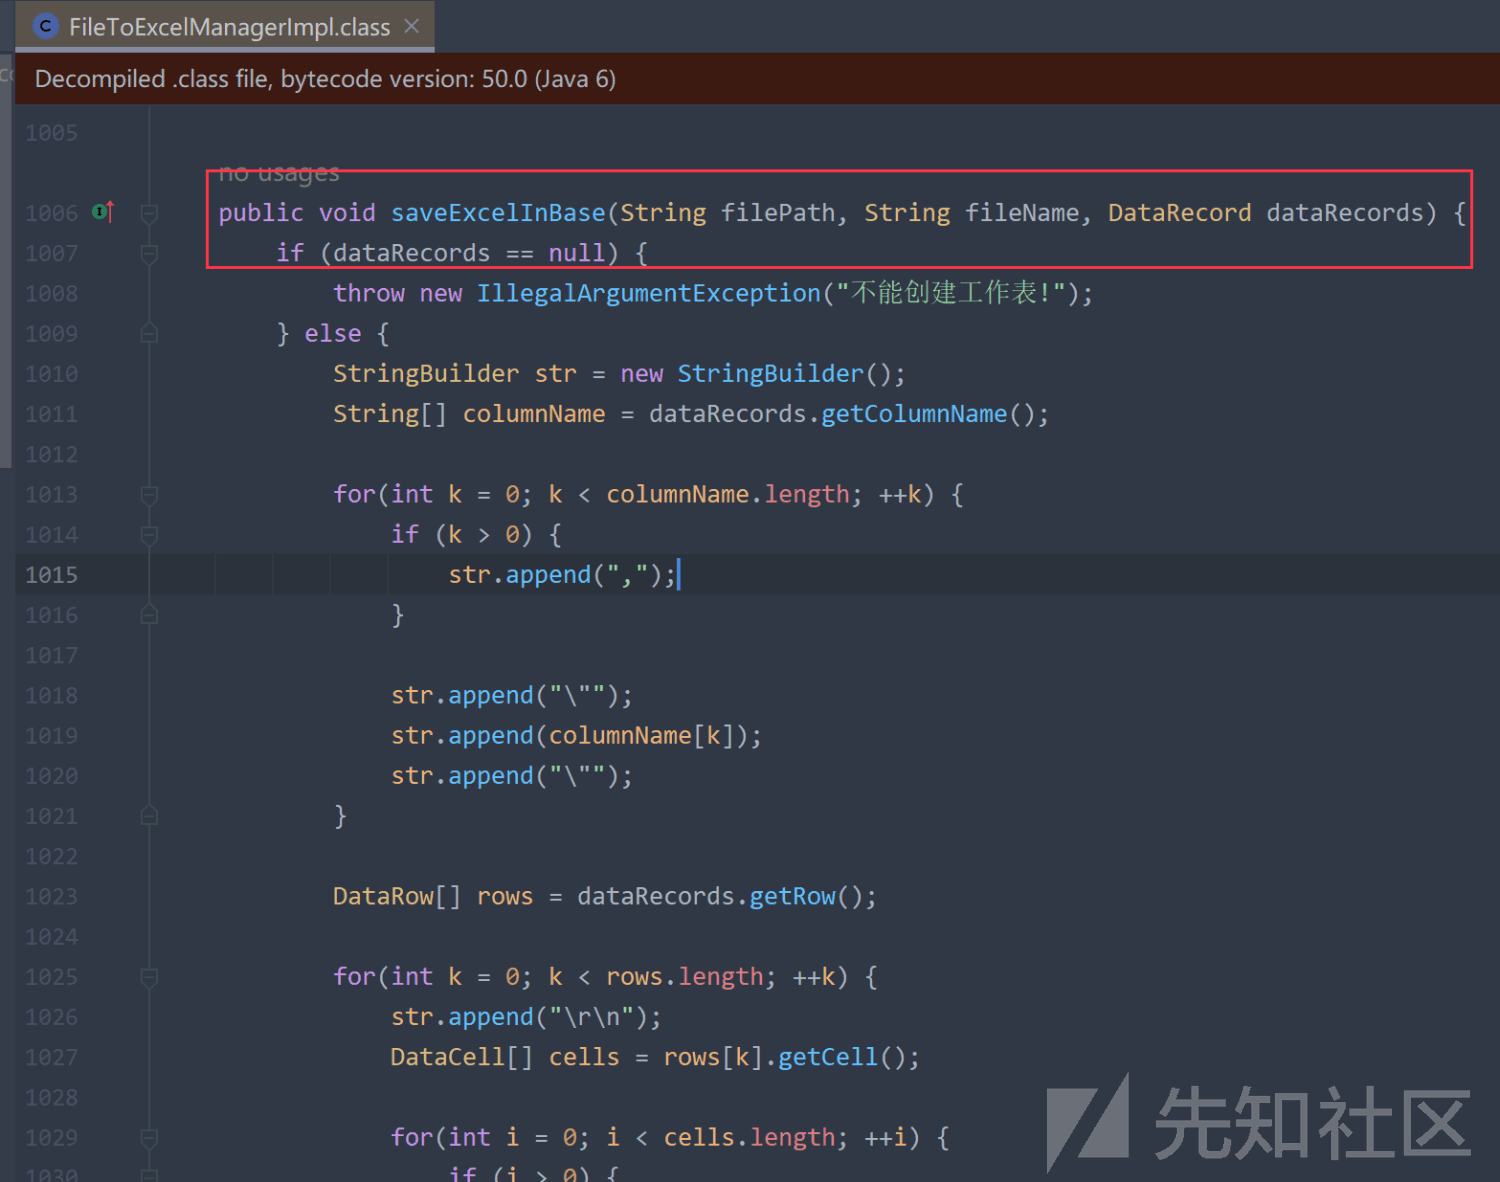 FileToExcelManagerImpl.class
Decompiled .class file, bytecode version: 50.0 (Java 6)
1005
no usages
1006 public void saveExcelInBase(String filePath, String fileName, DataRecord dataRecords) {
1007 if (dataRecords == null) {
1008 throw new IllegalArgumentException("不能创建工作表!");
1009 } else {
1010 StringBuilder str = new StringBuilder();
1011 String[] columnName = dataRecords.getColumnName();
1012
1013 for(int k = 0; k < columnName.length; ++k) {
1014 if (k > 0) {
1015 str.append(",");
1016 }
1017
1018 str.append("\"");
1019 str.append(columnName[k]);
1020 str.append("\"");
1021 }
1022
1023 DataRow[] rows = dataRecords.getRow();
1024
1025 for(int k = 0; k < rows.length; ++k) {
1026 str.append("\r\n");
1027 DataCell[] cells = rows[k].getCell();
1028
1029 for(int i = 0; i < cells.length; ++i) {
1030 if (i > 0) {
先知社区